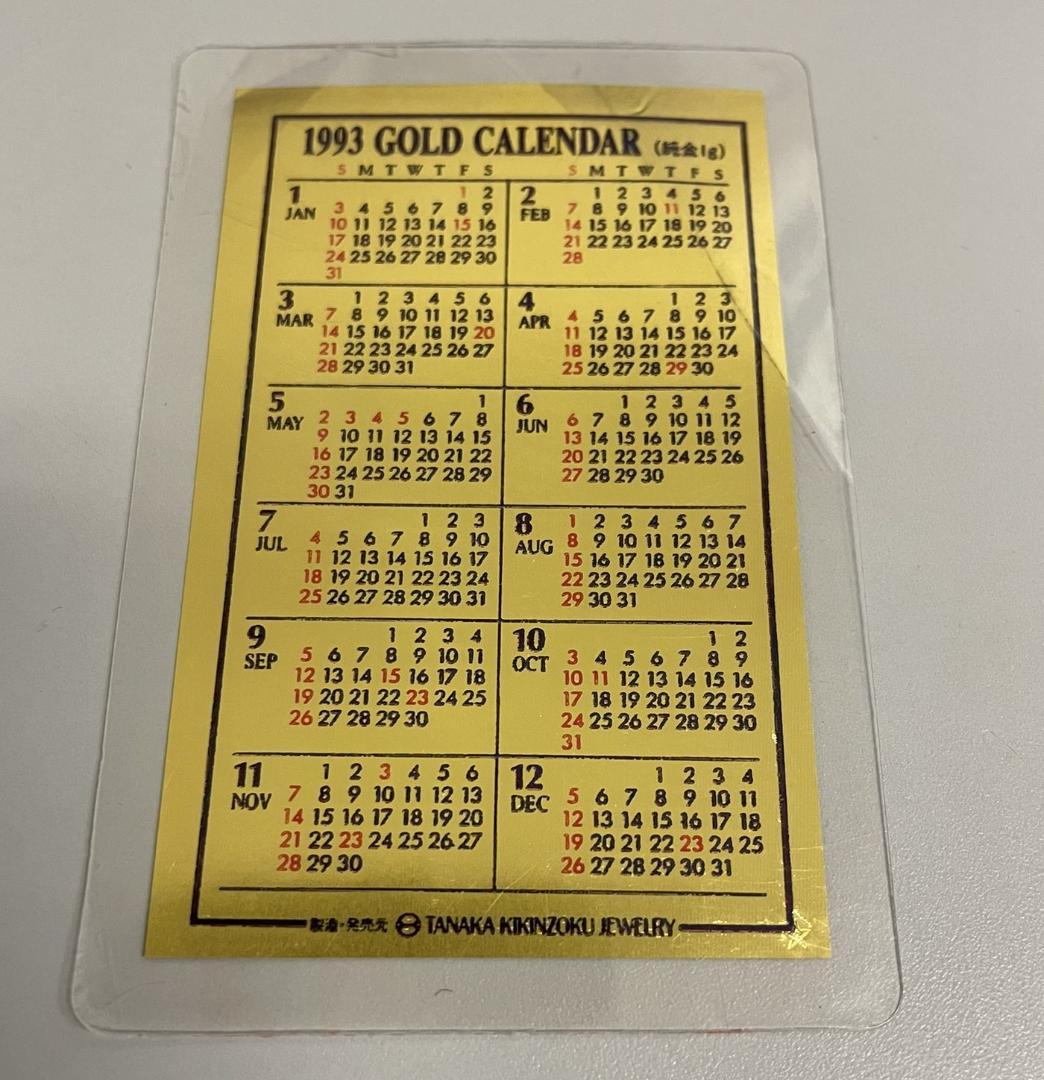 1993 GOLD CALENDAR (純金1g)
S M T W T F S
1 JAN
1 2
3 4 5 6 7 8 9
10 11 12 13 14 15 16
17 18 19 20 21 22 23
24 25 26 27 28 29 30
31
S M T W T F S
2 FEB
1 2 3 4 5 6
7 8 9 10 11 12 13
14 15 16 17 18 19 20
21 22 23 24 25 26 27
28
3 MAR
1 2 3 4 5 6
7 8 9 10 11 12 13
14 15 16 17 18 19 20
21 22 23 24 25 26 27
28 29 30 31
4 APR
1 2 3
4 5 6 7 8 9 10
11 12 13 14 15 16 17
18 19 20 21 22 23 24
25 26 27 28 29 30
5 MAY
1
2 3 4 5 6 7 8
9 10 11 12 13 14 15
16 17 18 19 20 21 22
23 24 25 26 27 28 29
30 31
6 JUN
1 2 3 4 5
6 7 8 9 10 11 12
13 14 15 16 17 18 19
20 21 22 23 24 25 26
27 28 29 30
7 JUL
1 2 3
4 5 6 7 8 9 10
11 12 13 14 15 16 17
18 19 20 21 22 23 24
25 26 27 28 29 30 31
8 AUG
1 2 3 4 5 6 7
8 9 10 11 12 13 14
15 16 17 18 19 20 21
22 23 24 25 26 27 28
29 30 31
9 SEP
1 2 3 4
5 6 7 8 9 10 11
12 13 14 15 16 17 18
19 20 21 22 23 24 25
26 27 28 29 30
10 OCT
1 2
3 4 5 6 7 8 9
10 11 12 13 14 15 16
17 18 19 20 21 22 23
24 25 26 27 28 29 30
31
11 NOV
1 2 3 4 5 6
7 8 9 10 11 12 13
14 15 16 17 18 19 20
21 22 23 24 25 26 27
28 29 30
12 DEC
1 2 3 4
5 6 7 8 9 10 11
12 13 14 15 16 17 18
19 20 21 22 23 24 25
26 27 28 29 30 31
製造・発売元 TANAKA KIKINZOKU JEWELRY